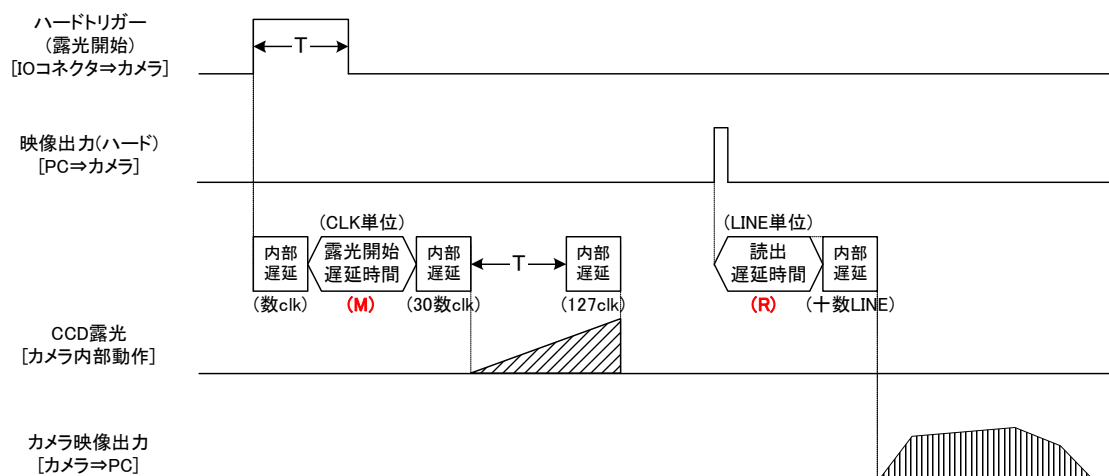 ハードトリガー
(露光開始)
[IOコネクタ⇒カメラ]
T
映像出力(ハード)
[PC⇒カメラ]
(CLK単位)
(LINE単位)
内部
遅延
露光開始
遅延時間
内部
遅延
T
内部
遅延
読出
遅延時間
内部
遅延
(数clk)
(M)
(30数clk)
(127clk)
(R)
(十数LINE)
CCD露光
[カメラ内部動作]
カメラ映像出力
[カメラ⇒PC]